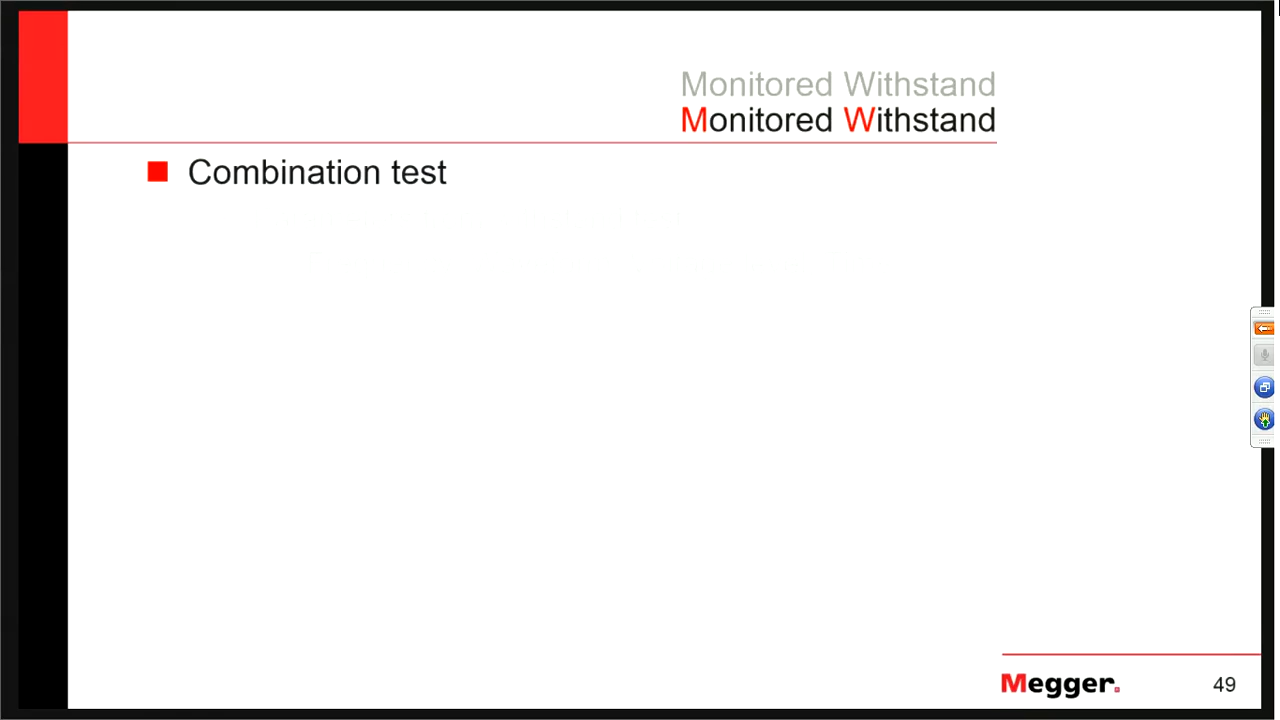 Monitored Withstand
Monitored Withstand
Combination test
Megger.
49